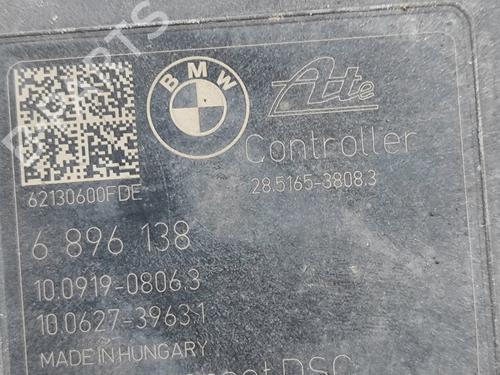 BMW
Ate
Controller
62130600FDE
28.5165-3808.3
6 896 138
10.0919-0806.3
10.0627-3963.1
MADE IN HUNGARY
DSC